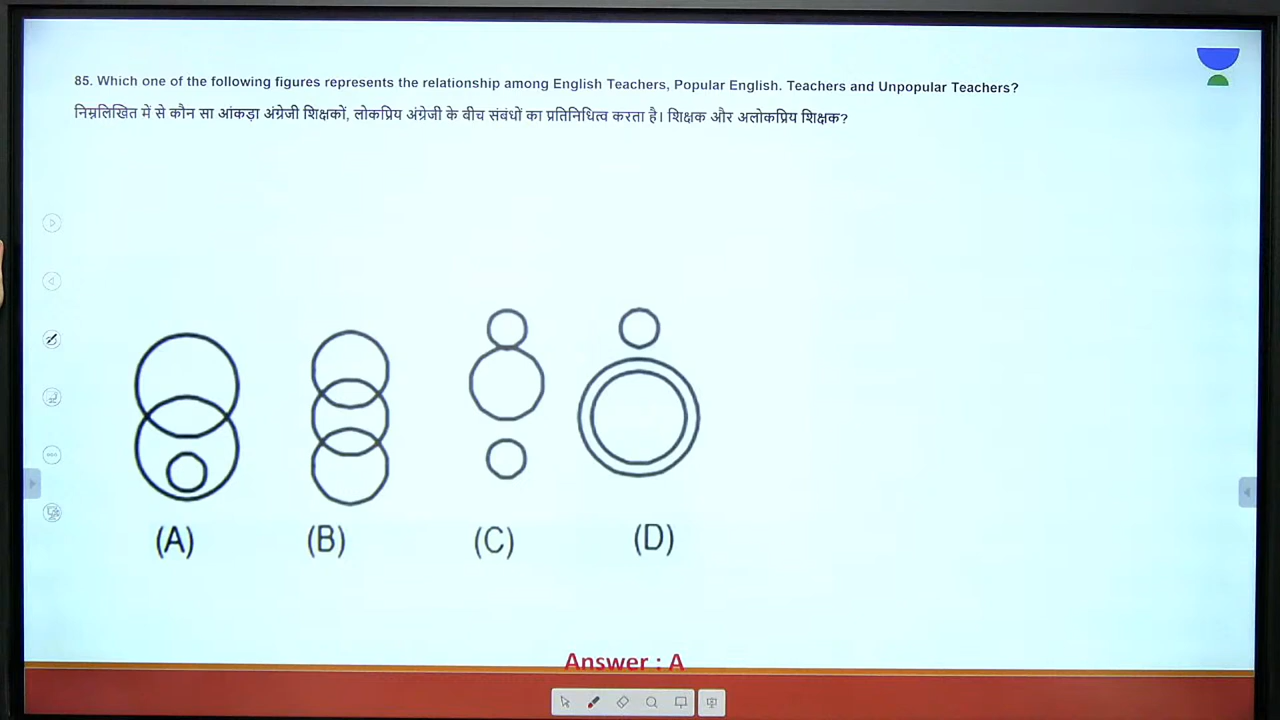 85. Which one of the following figures represents the relationship among English Teachers, Popular English. Teachers and Unpopular Teachers?
निम्नलिखित में से कौन सा आंकड़ा अंग्रेजी शिक्षकों, लोकप्रिय अंग्रेजी के बीच संबंधों का प्रतिनिधित्व करता है। शिक्षक और अलोकप्रिय शिक्षक?
(A) (B) (C) (D)
Answer : A